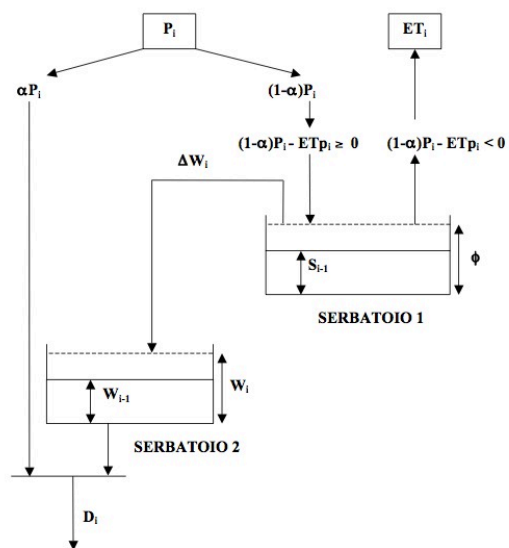 Pᵢ
ETᵢ
αPᵢ
(1-α)Pᵢ
(1-α)Pᵢ - ETpᵢ ≥ 0
(1-α)Pᵢ - ETpᵢ < 0
ΔWᵢ
Sᵢ₋₁
ϕ
SERBATOIO 1
Wᵢ₋₁
Wᵢ
SERBATOIO 2
Dᵢ